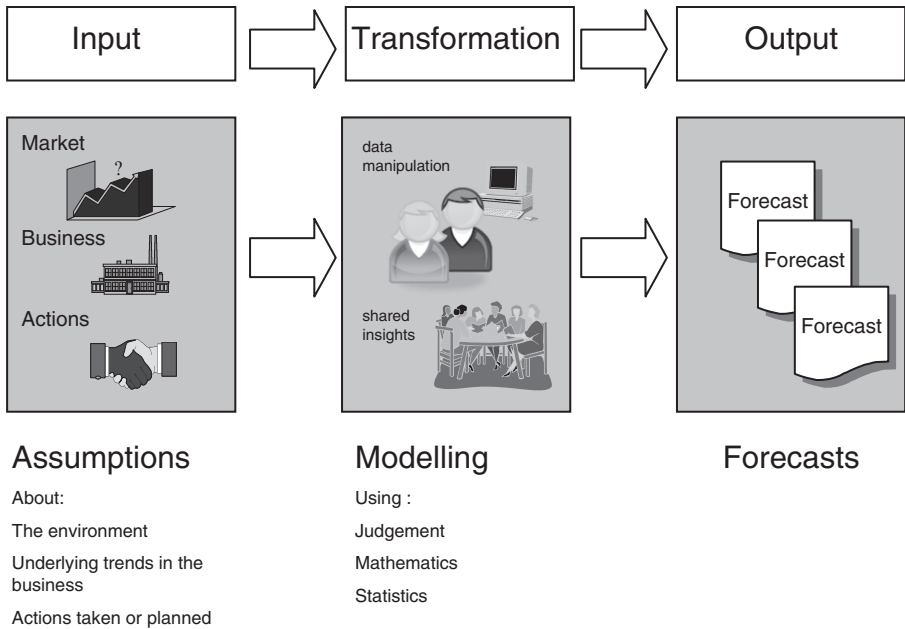 Input
Transformation
Output
Market
?
Business
Actions
data
manipulation
shared
insights
Forecast
Forecast
Forecast
Assumptions
About:
The environment
Underlying trends in the
business
Actions taken or planned
Modelling
Using :
Judgement
Mathematics
Statistics
Forecasts